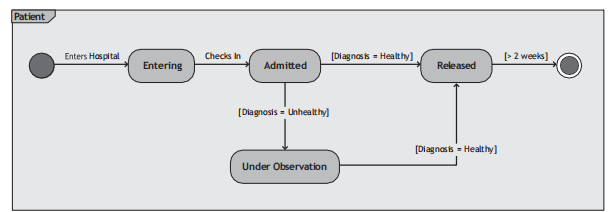 Patient
Enters Hospital
Entering
Checks In
Admitted
[Diagnosis = Healthy]
Released
[> 2 weeks]
[Diagnosis = Unhealthy]
[Diagnosis = Healthy]
Under Observation